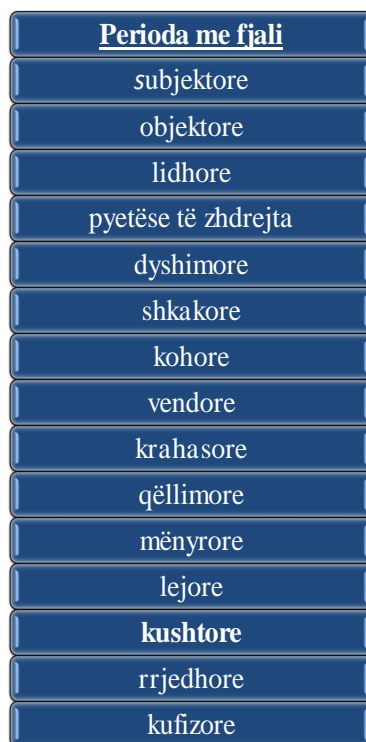 Perioda me fjali
subjektore
objektore
lidhore
pyetëse të zhdrejta
dyshimore
shkakore
kohore
vendore
krahasore
qëllimore
mënyrore
lejore
kushtore
rrjedhore
kufizore